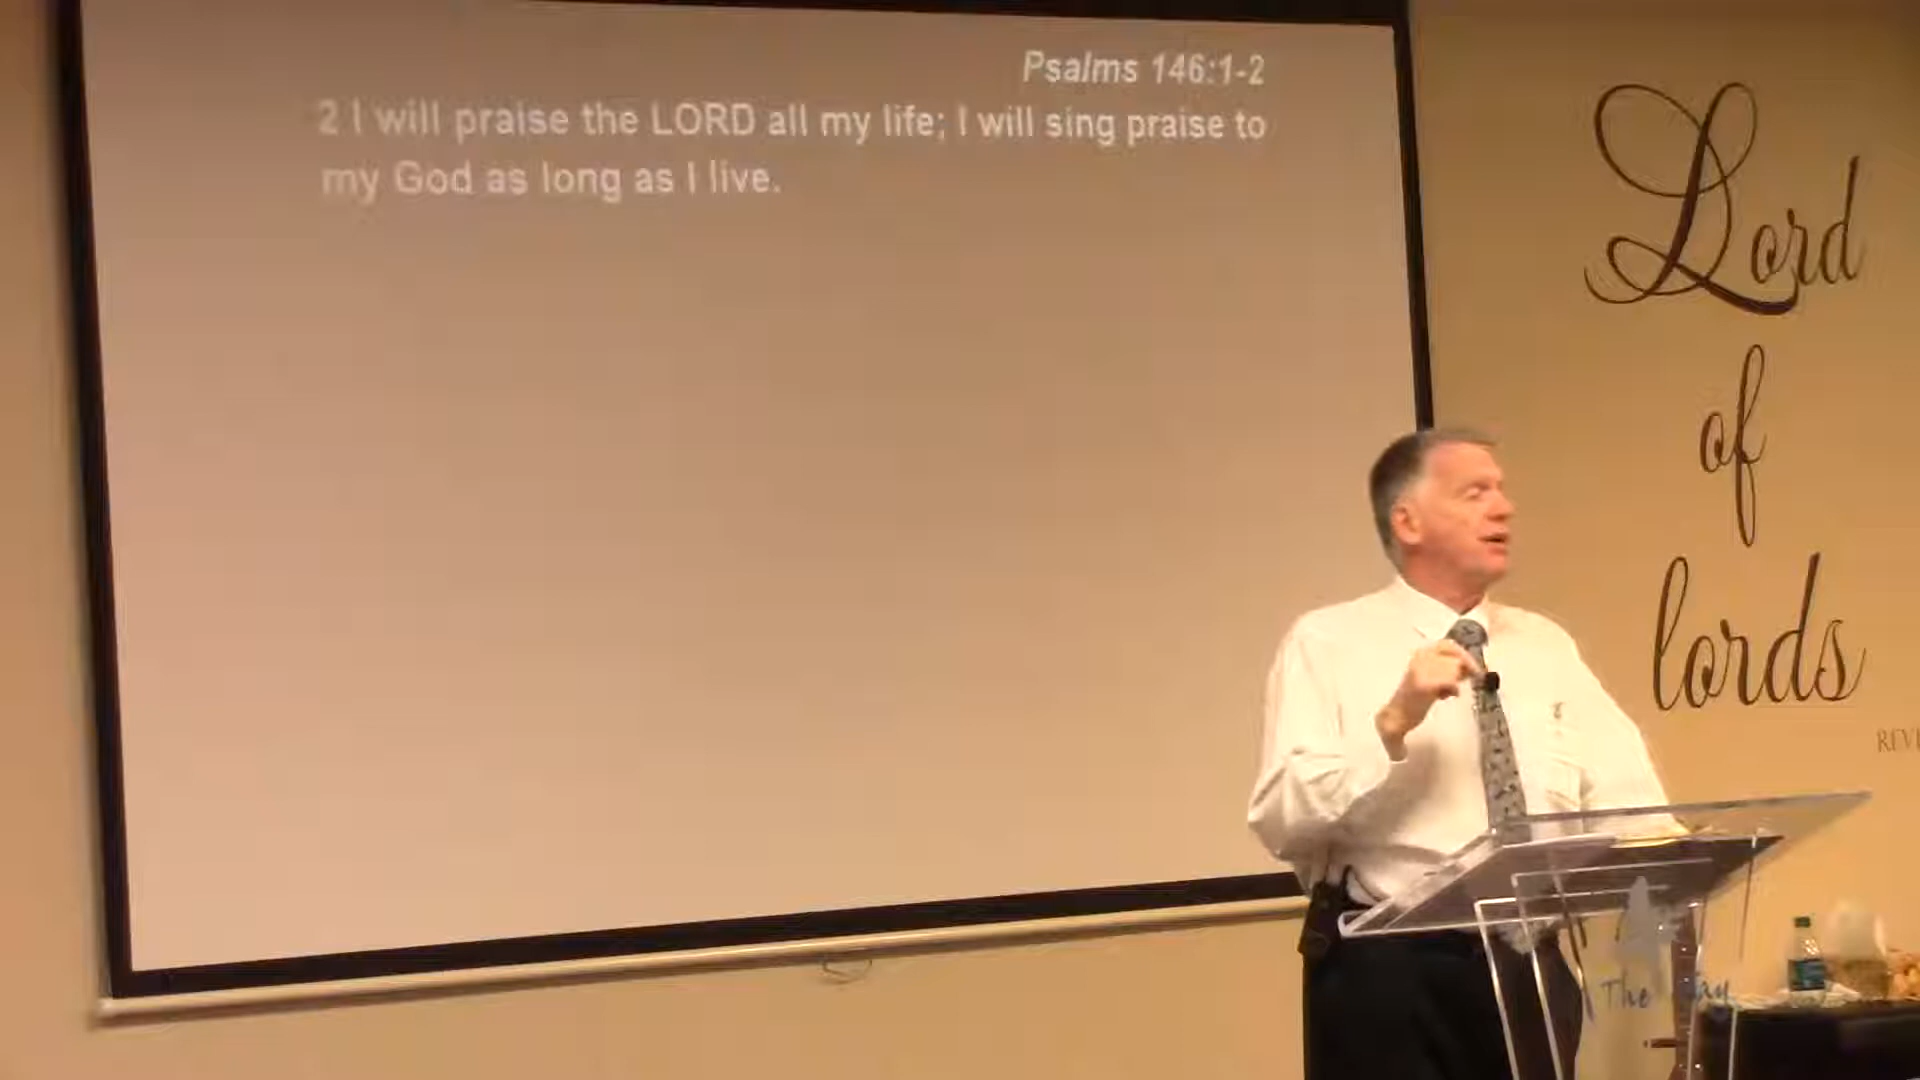 Psalms 146:1-2
2 I will praise the LORD all my life; I will sing praise to
my God as long as I live.
Lord
of
lords
The